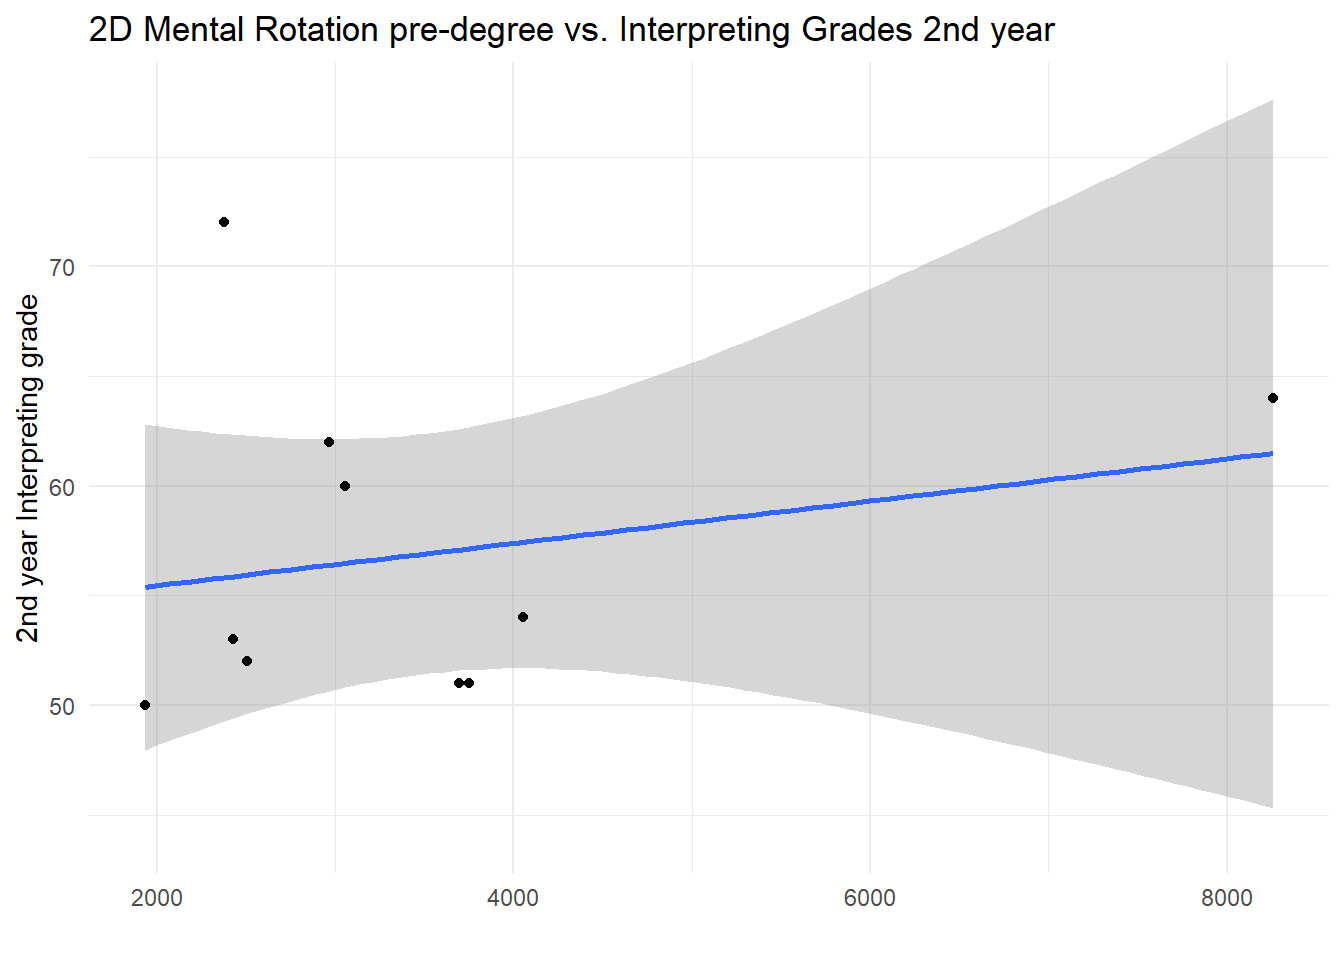 2D Mental Rotation pre-degree vs. Interpreting Grades 2nd year
2nd year Interpreting grade
70
60
50
2000 4000 6000 8000